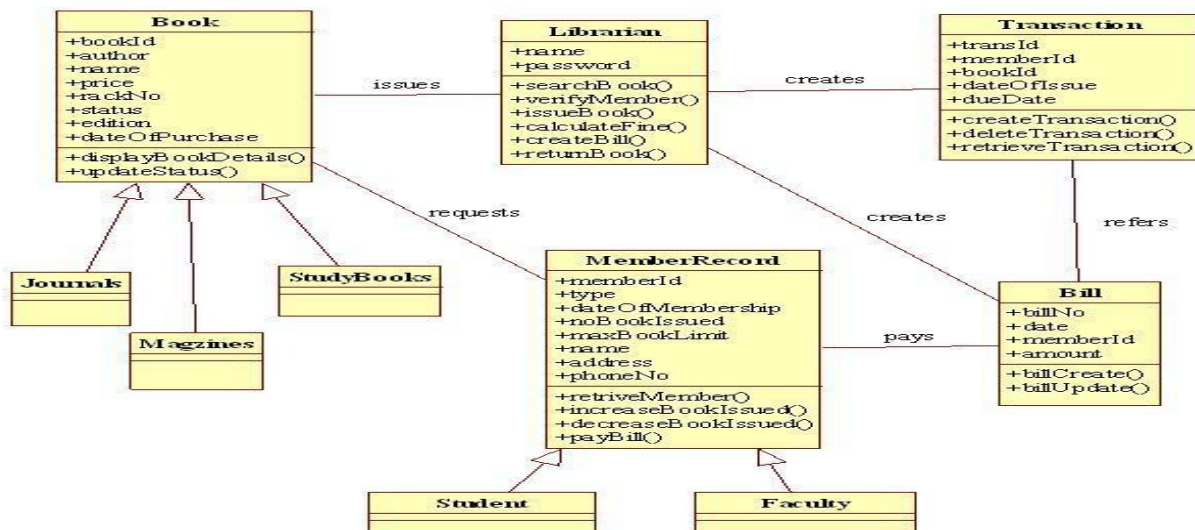 Book
+bookId
+author
+name
+price
+rackNo
+status
+edition
+dateOfPurchase
+displayBookDetails()
+updateStatus()
issues
Librarian
+name
+password
+searchBook()
+verifyMember()
+issueBook()
+calculateFine()
+createBill()
+returnBook()
creates
Transaction
+transId
+memberId
+bookId
+dateOfIssue
+dueDate
+createTransaction()
+deleteTransaction()
+retrieveTransaction()
requests
creates
refers
Journals
StudyBooks
Magzines
MemberRecord
+memberId
+type
+dateOfMembership
+noBookIssued
+maxBookLimit
+name
+address
+phoneNo
+retriveMember()
+increaseBookIssued()
+decreaseBookIssued()
+payBill()
pays
Bill
+billNo
+date
+memberId
+amount
+billCreate()
+billUpdate()
Student
Faculty